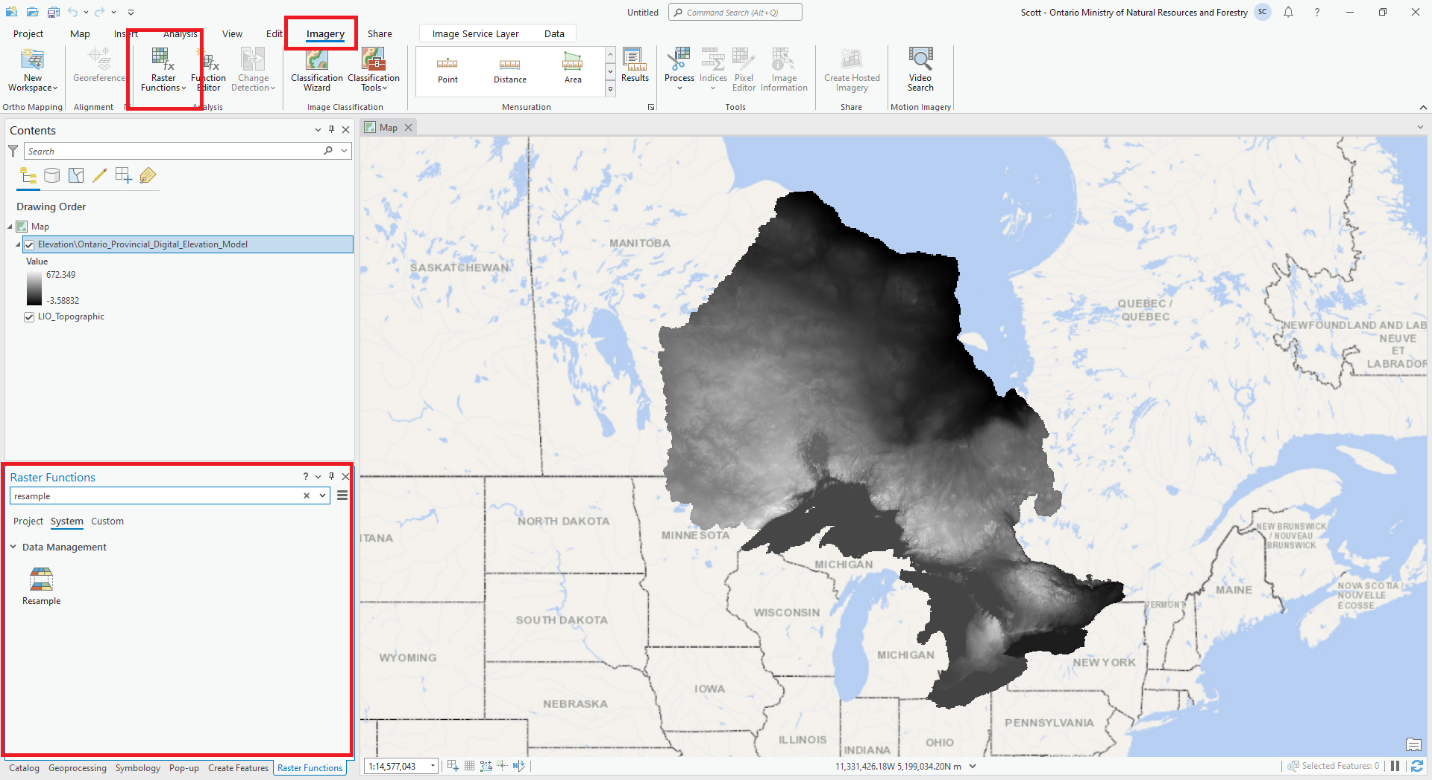 Untitled
Command Search (Alt+Q)
Scott - Ontario Ministry of Natural Resources and Forestry
SC
Project Map Insert Analysis View Edit Imagery Share Image Service Layer Data
New Workspace
Georeference
Raster Functions
Function Editor
Change Detection
Classification Wizard
Classification Tools
Point
Distance
Area
Results
Process
Indices
Pixel Editor
Image Information
Create Hosted Imagery
Video Search
Ortho Mapping Alignment Analysis Image Classification Mensuration Tools Share Motion Imagery
Contents
Search
Drawing Order
Map
Elevation\Ontario_Provincial_Digital_Elevation_Model
Value
672.349
-3.58832
LIO_Topographic
Raster Functions
resample
Project System Custom
Data Management
Resample
Catalog Geoprocessing Symbology Pop-up Create Features Raster Functions
Map
MANITOBA
SASKATCHEWAN
QUEBEC /
QUÉBEC
NEWFOUNDLAND AND LAB
NEUVE
ET
LABRADOR
NORTH DAKOTA
TANA
MINNESOTA
NEW BRUNSWICK
/ NOUVEAU
BRUNSWICK
MICHIGAN
MAINE
NOVA SCOTIA /
NOUVELLE
ÉCOSSE
VERMONT
WISCONSIN
SOUTH DAKOTA
WYOMING
MICHIGAN
NEW YORK
IOWA
NEBRASKA
PENNSYLVANIA
ILLINOIS
INDIANA
OHIO
1:14,577,043
11,331,426.18W 5,199,034.20N m
Selected Features: 0